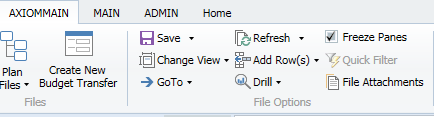 AXIOMMAIN MAIN ADMIN Home
Plan Files
Create New Budget Transfer
Files
Save Refresh Freeze Panes
Change View Add Row(s) Quick Filter
GoTo Drill File Attachments
File Options